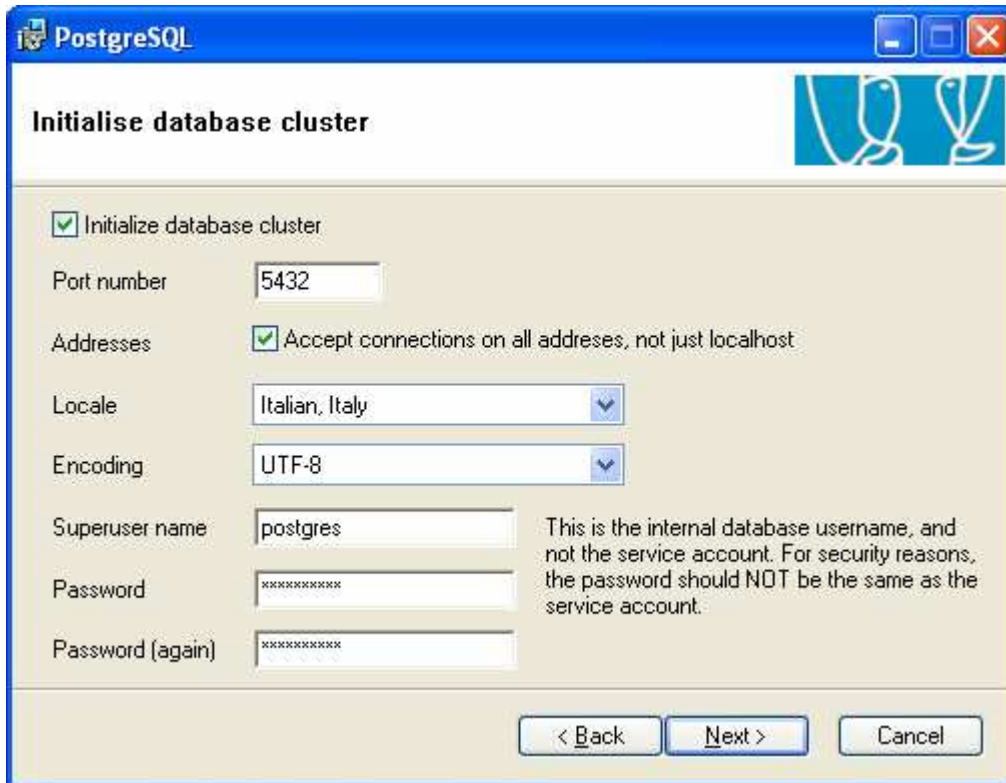 PostgreSQL
Initialise database cluster
Initialize database cluster
Port number 5432
Addresses Accept connections on all addreses, not just localhost
Locale Italian, Italy
Encoding UTF-8
Superuser name postgres
This is the internal database username, and
not the service account. For security reasons,
the password should NOT be the same as the
service account.
Password **********
Password (again) **********
< Back Next > Cancel